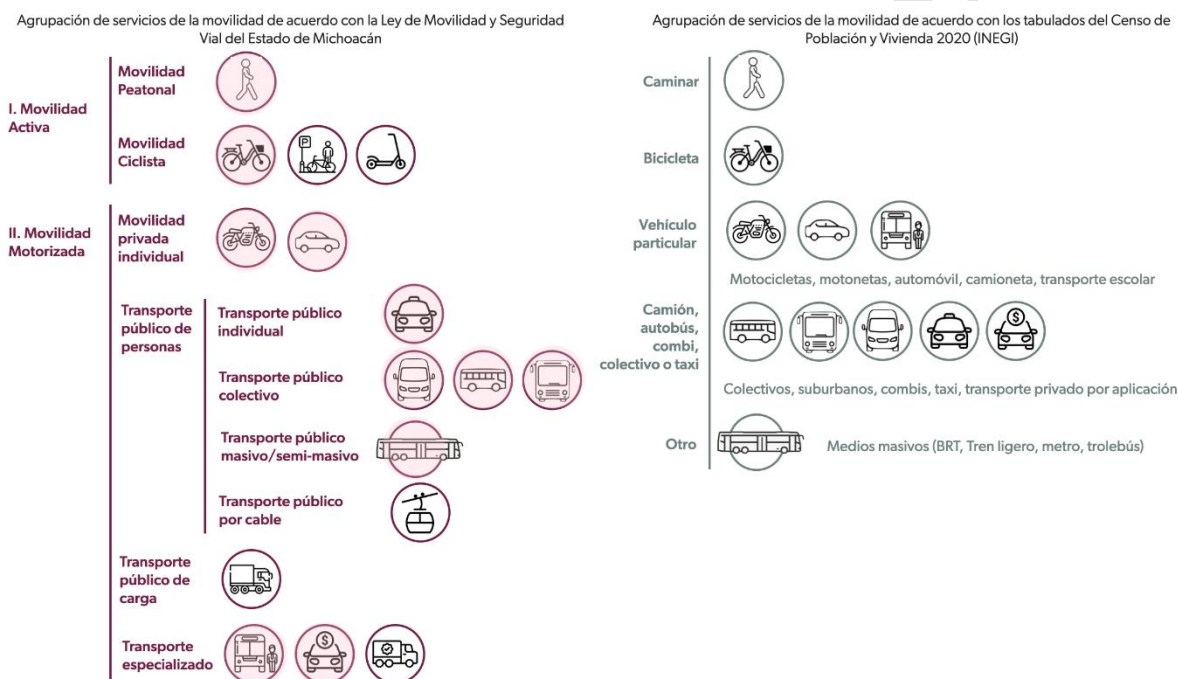 Agrupación de servicios de la movilidad de acuerdo con la Ley de Movilidad y Seguridad
Vial del Estado de Michoacán
I. Movilidad
Activa
Movilidad
Peatonal
Movilidad
Ciclista
P
II. Movilidad
Motorizada
Movilidad
privada
individual
Transporte
público de
personas
Transporte público
individual
Transporte público
colectivo
Transporte público
masivo/semi-masivo
Transporte público
por cable
Transporte
público de
carga
Transporte
especializado
$
Agrupación de servicios de la movilidad de acuerdo con los tabulados del Censo de
Población y Vivienda 2020 (INEGI)
Caminar
Bicicleta
Vehículo
particular
Motocicletas, motonetas, automóvil, camioneta, transporte escolar
Camión,
autobús,
combi,
colectivo o taxi
$
Colectivos, suburbanos, combis, taxi, transporte privado por aplicación
Otro
Medios masivos (BRT, Tren ligero, metro, trolebús)